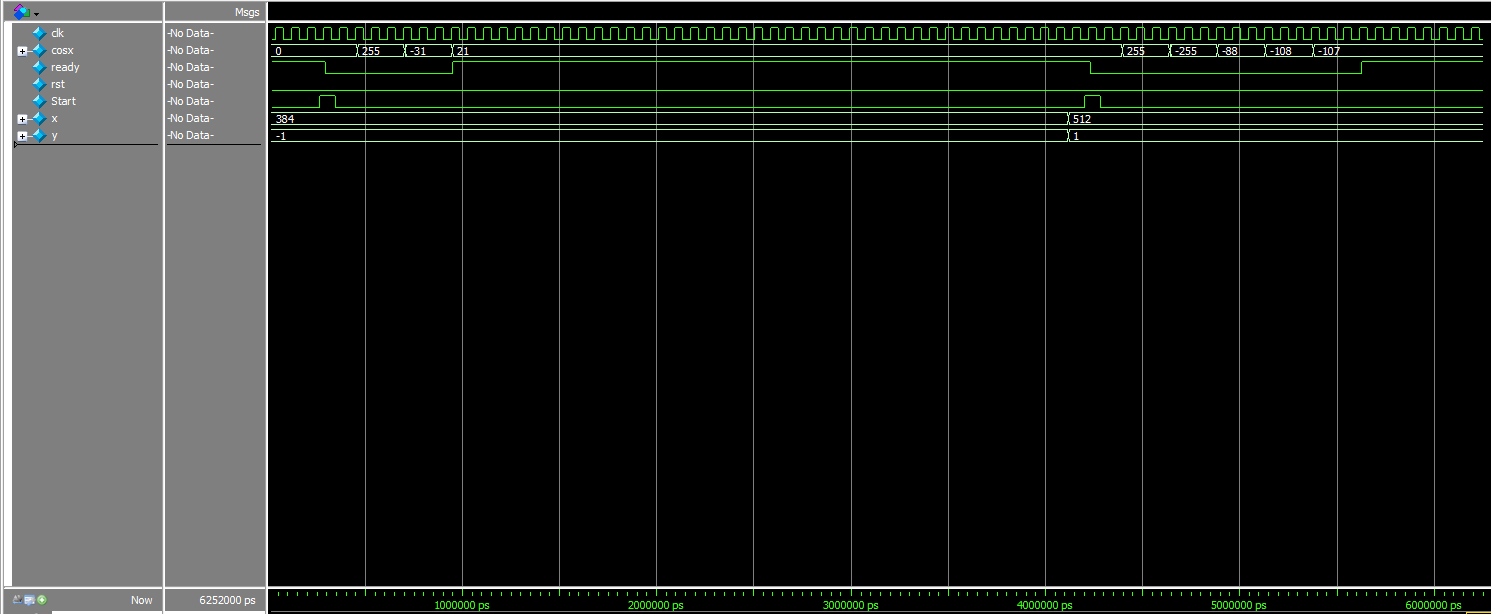 Msgs
clk -No Data-
cosx -No Data- 0 255 -31 21 255 -255 -88 -108 -107
ready -No Data-
rst -No Data-
Start -No Data-
x -No Data- 384 512
y -No Data- -1 1
Now 6252000 ps
1000000 ps 2000000 ps 3000000 ps 4000000 ps 5000000 ps 6000000 ps